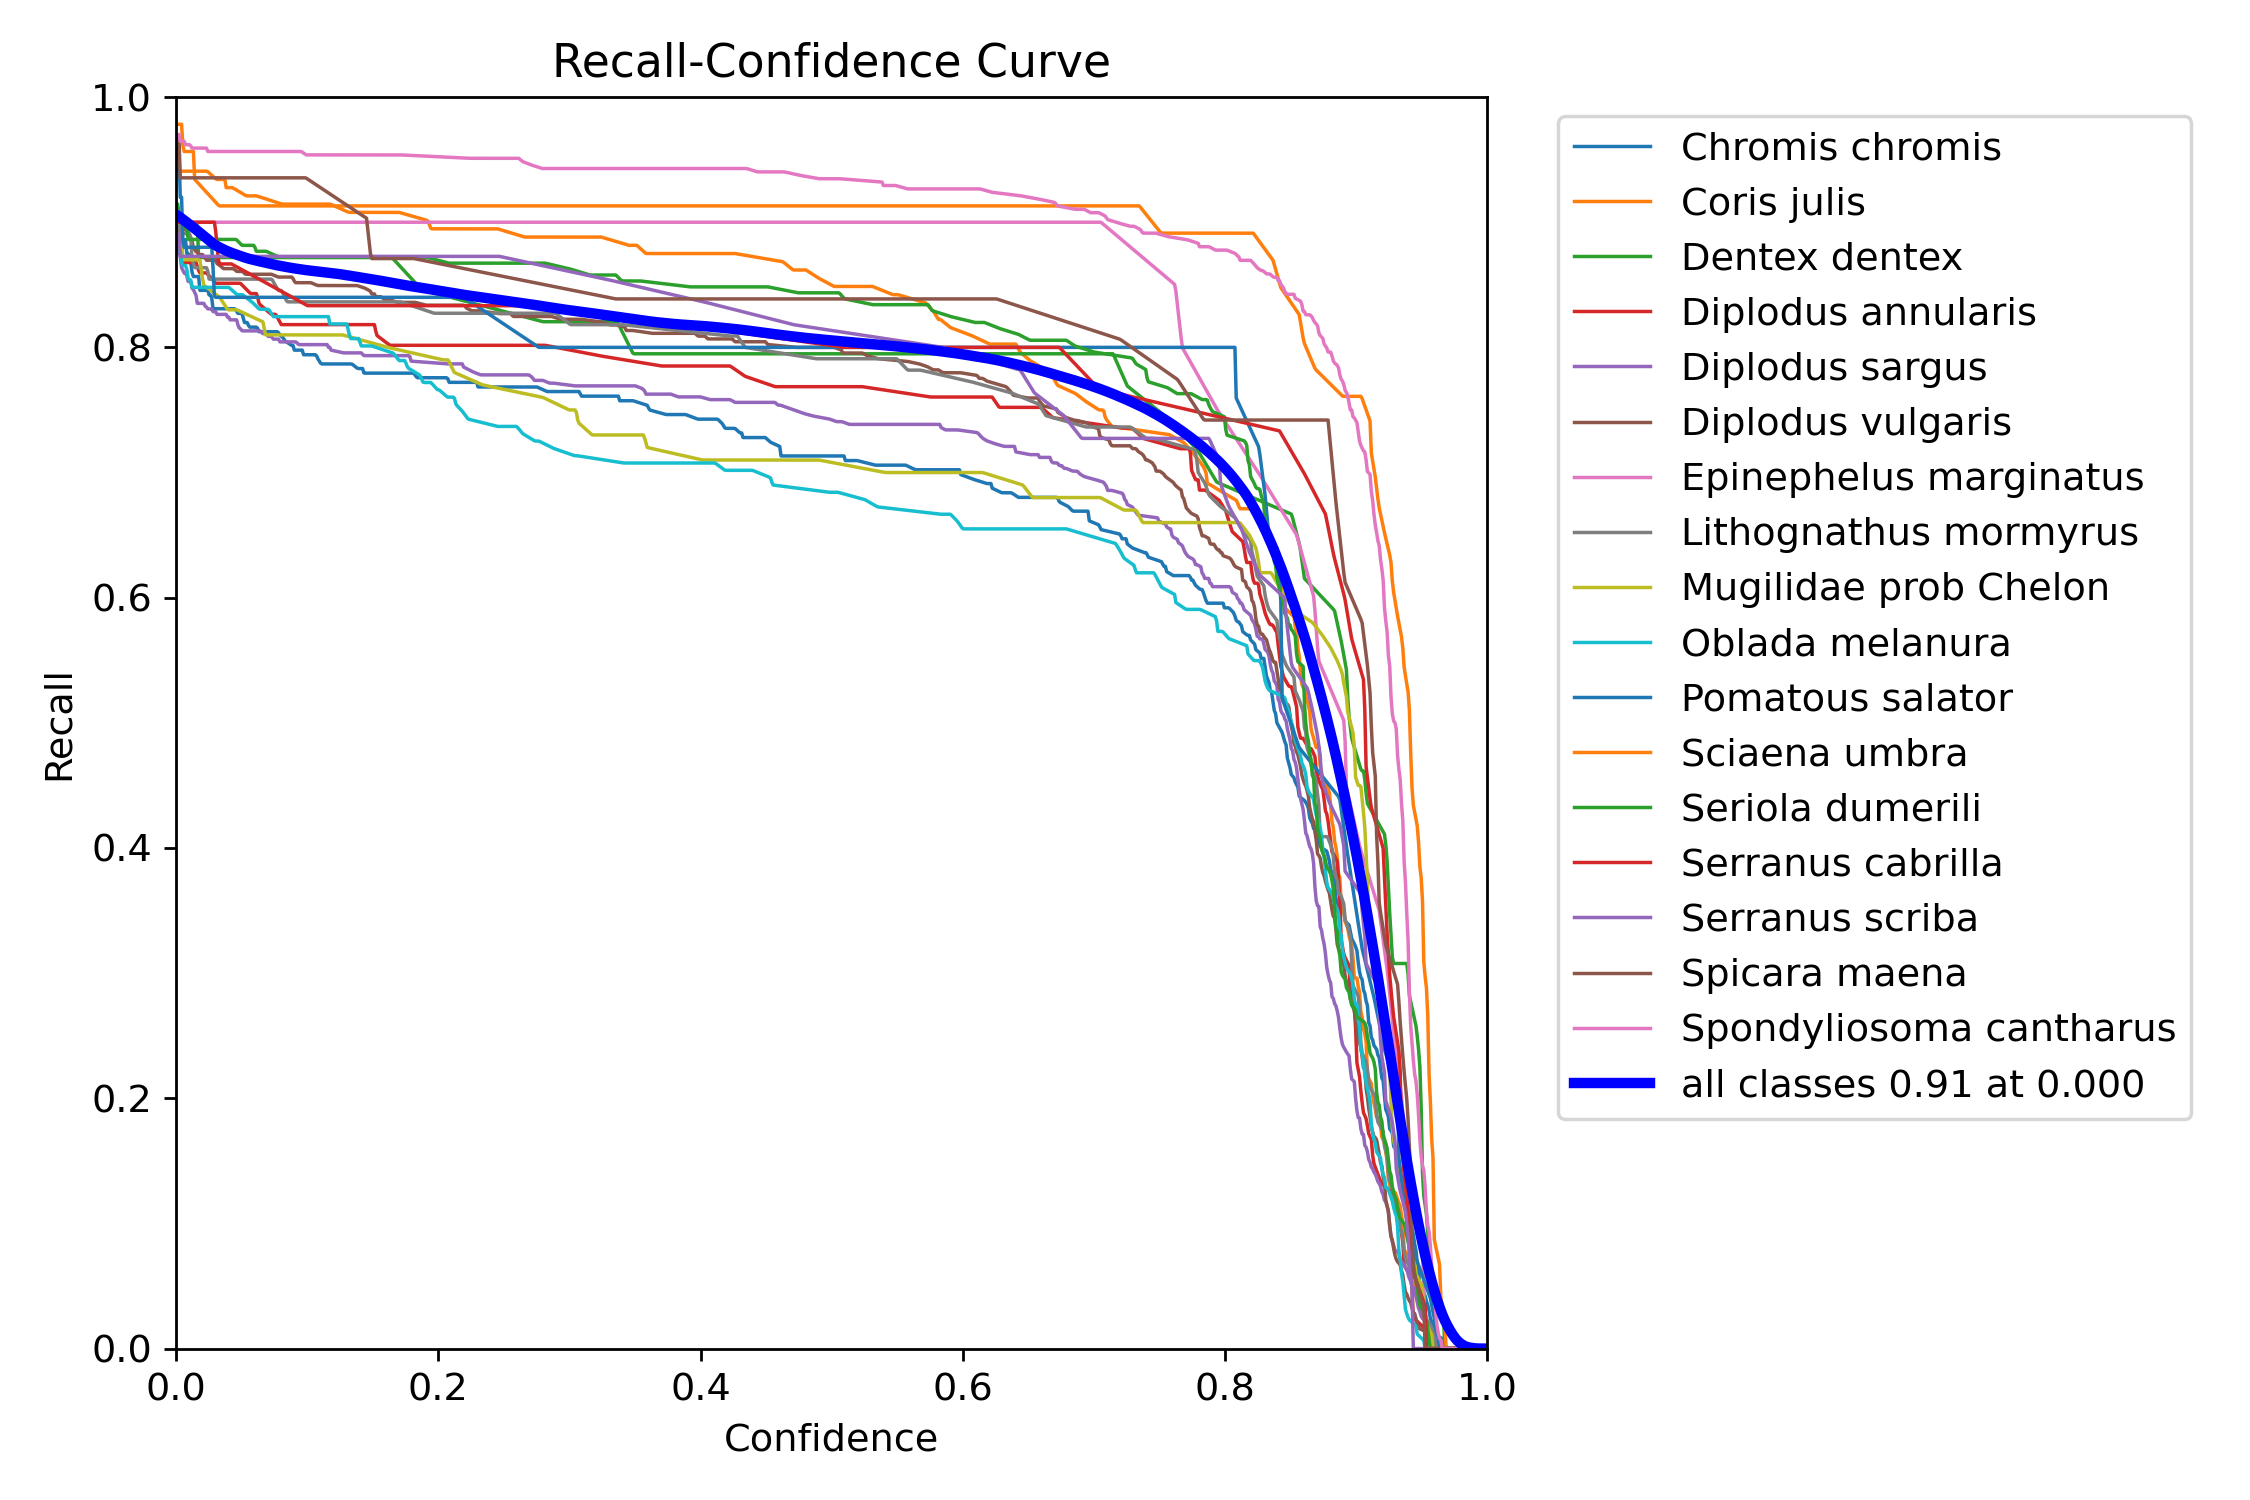 Recall-Confidence Curve
1.0
0.8
0.6
0.4
0.2
0.0
Recall
0.0 0.2 0.4 0.6 0.8 1.0
Confidence
Chromis chromis
Coris julis
Dentex dentex
Diplodus annularis
Diplodus sargus
Diplodus vulgaris
Epinephelus marginatus
Lithognathus mormyrus
Mugilidae prob Chelon
Oblada melanura
Pomatous salator
Sciaena umbra
Seriola dumerili
Serranus cabrilla
Serranus scriba
Spicara maena
Spondyliosoma cantharus
all classes 0.91 at 0.000